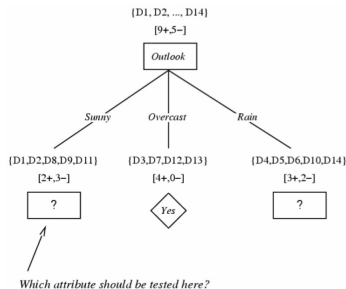 {D1, D2, ..., D14}
[9+,5−]
Outlook
Sunny Overcast Rain
{D1,D2,D8,D9,D11} {D3,D7,D12,D13} {D4,D5,D6,D10,D14}
[2+,3−] [4+,0−] [3+,2−]
? Yes ?
Which attribute should be tested here?